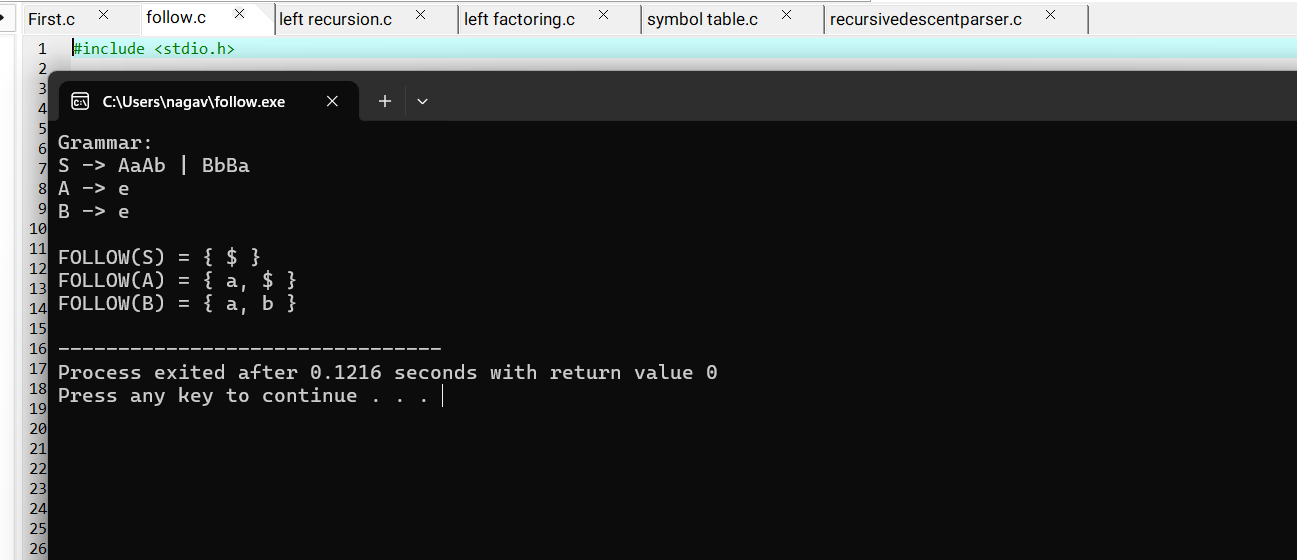 First.c × follow.c × left recursion.c × left factoring.c × symbol table.c × recursivedescentparser.c ×
1 #include <stdio.h>
2
3
C:\Users\nagav\follow.exe × +
4
5
6
Grammar:
7
S -> AaAb | BbBa
8
A -> e
9
B -> e
10
11
FOLLOW(S) = { $ }
12
FOLLOW(A) = { a, $ }
13
14
FOLLOW(B) = { a, b }
15
16
--------------------------------
17
Process exited after 0.1216 seconds with return value 0
18
Press any key to continue . . .
19
20
21
22
23
24
25
26